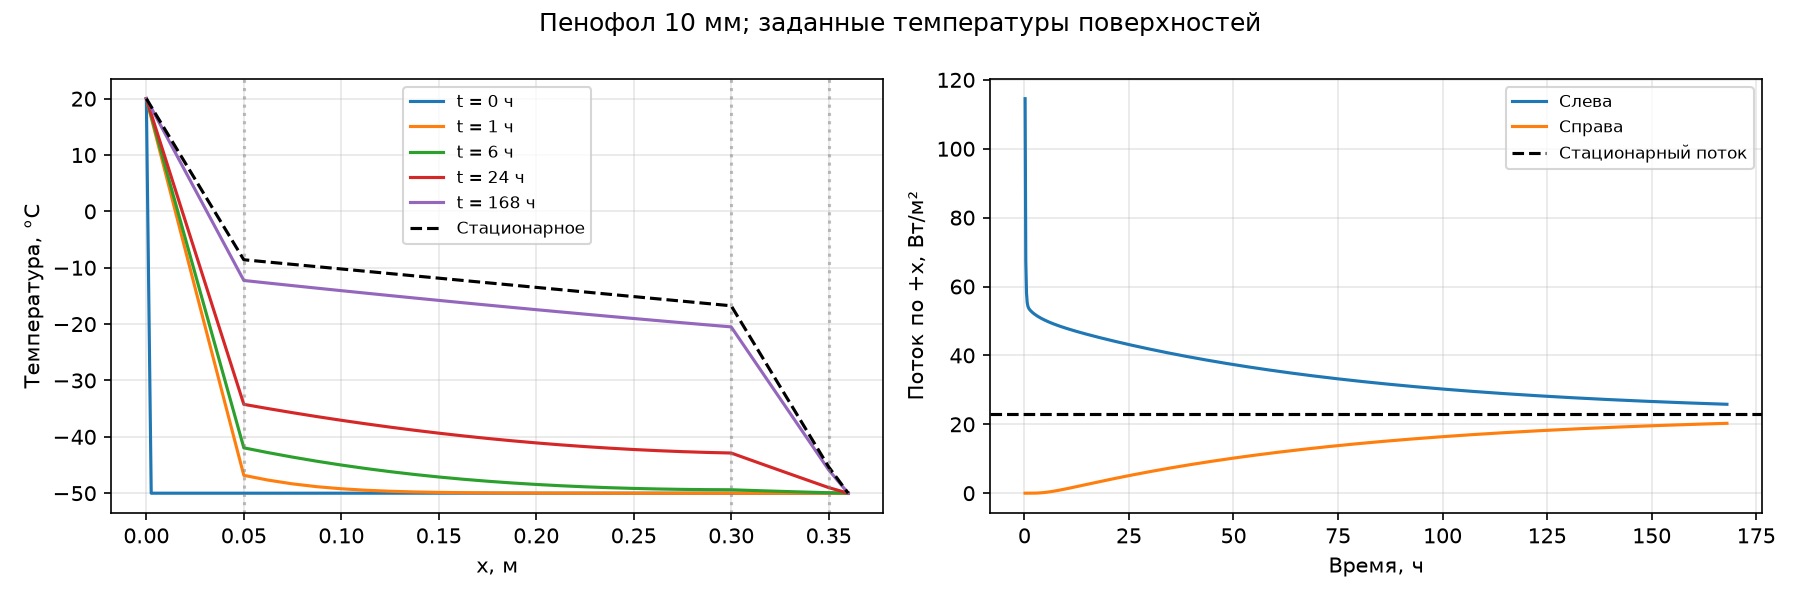 Пенофол 10 мм; заданные температуры поверхностей
Температура, °C
20
10
0
−10
−20
−30
−40
−50
0.00 0.05 0.10 0.15 0.20 0.25 0.30 0.35
x, м
t = 0 ч
t = 1 ч
t = 6 ч
t = 24 ч
t = 168 ч
Стационарное
Поток по +x, Вт/м²
120
100
80
60
40
20
0
0 25 50 75 100 125 150 175
Время, ч
Слева
Справа
Стационарный поток